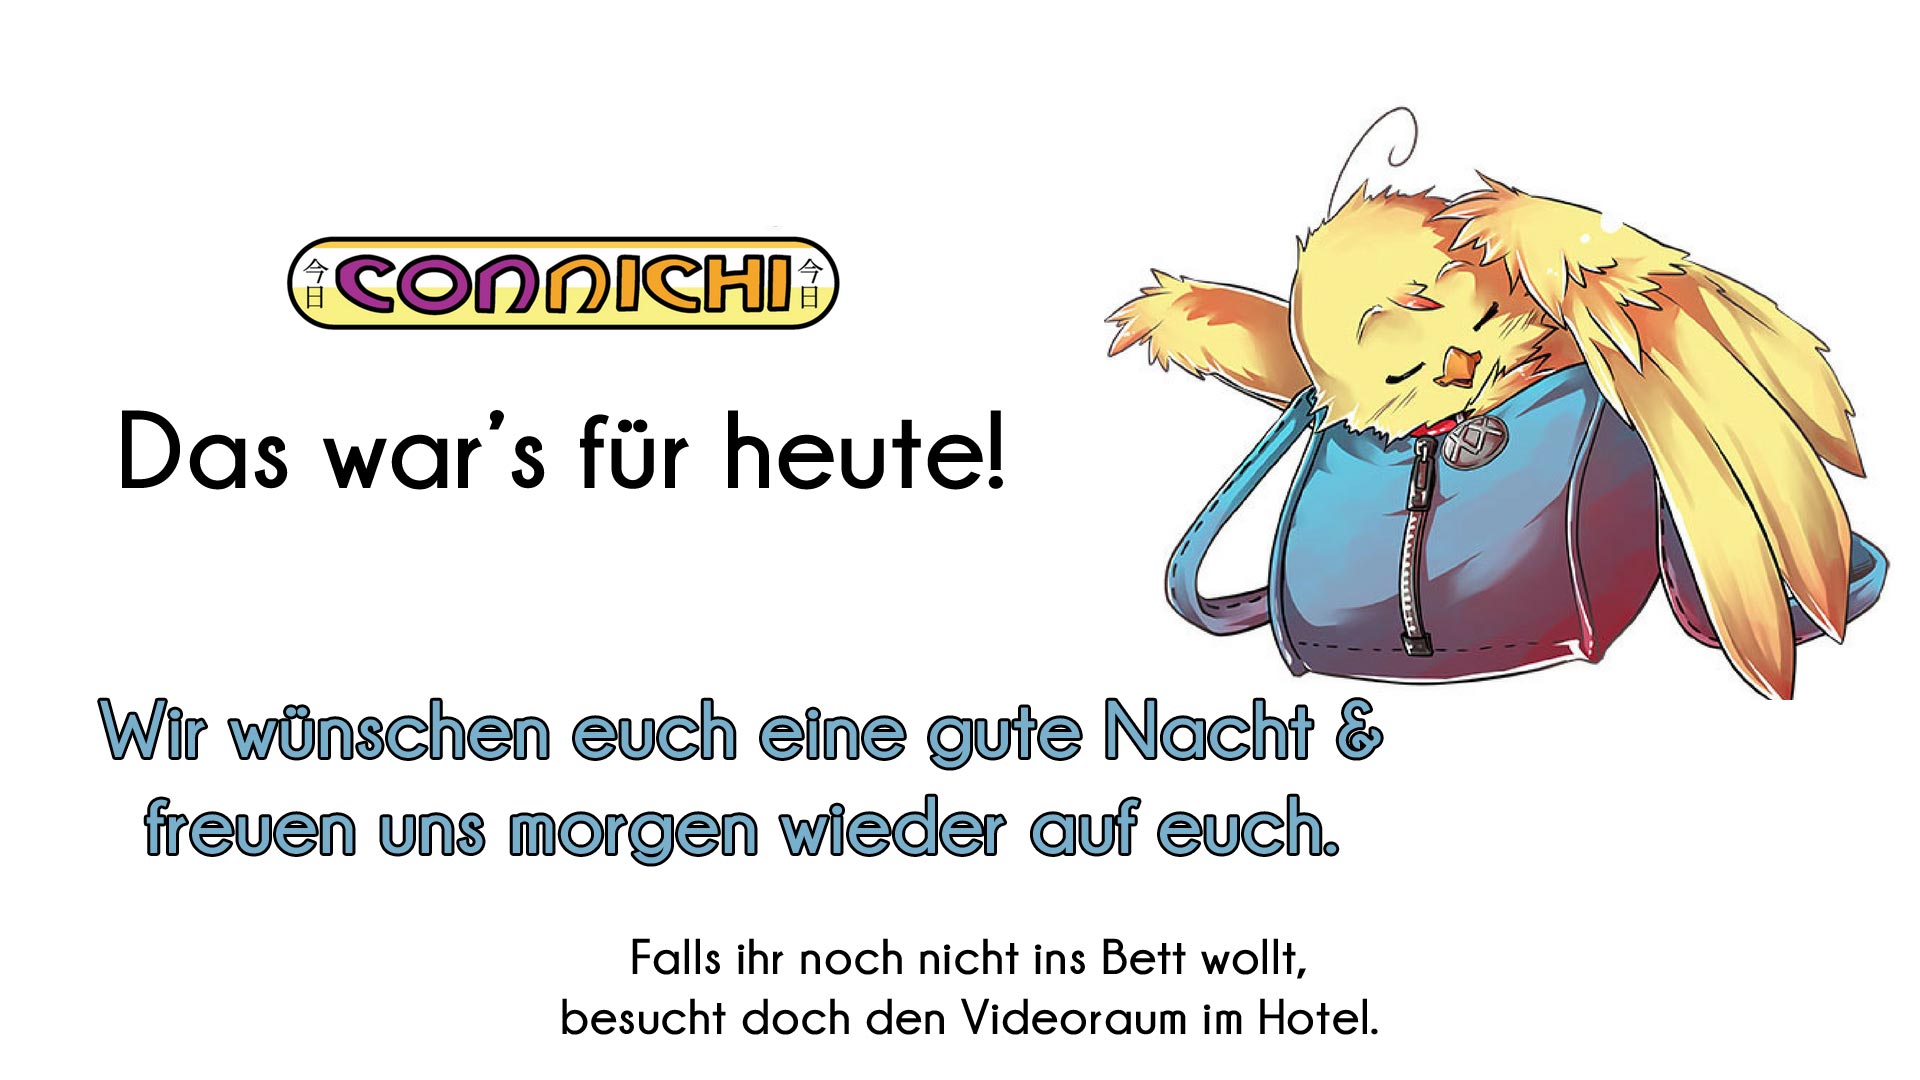 今日 CONNICHI 今日
Das war’s für heute!
Wir wünschen euch eine gute Nacht &
freuen uns morgen wieder auf euch.
Falls ihr noch nicht ins Bett wollt,
besucht doch den Videoraum im Hotel.